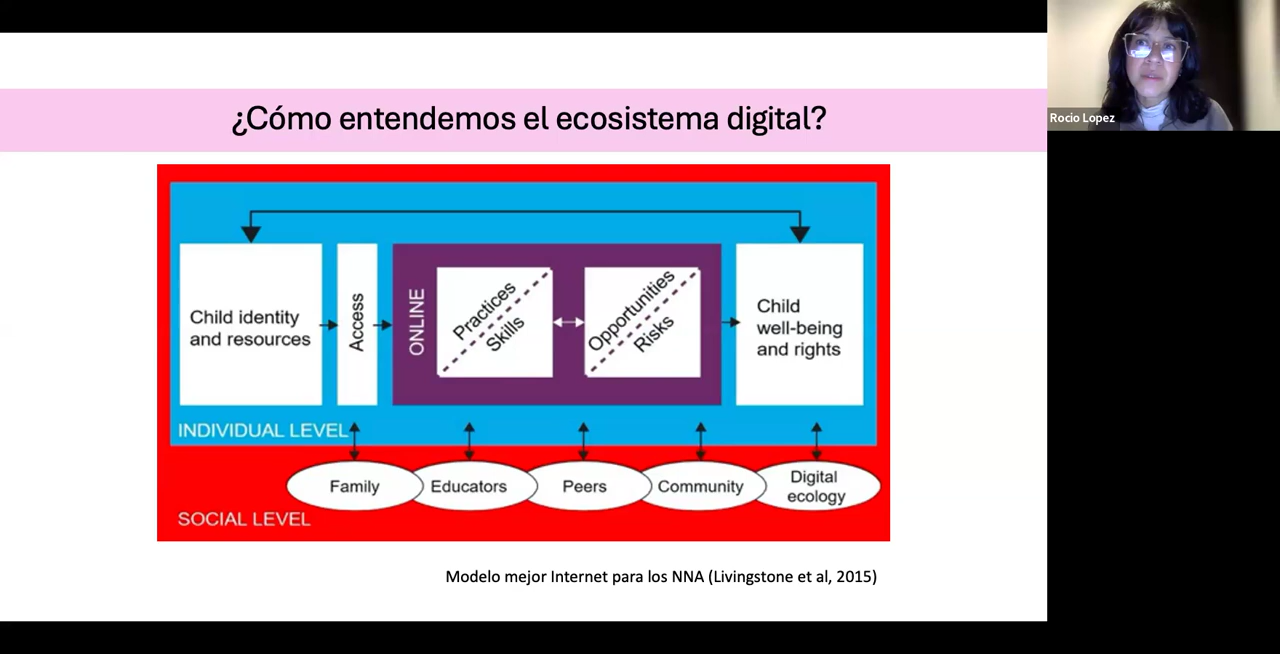 ¿Cómo entendemos el ecosistema digital?
Rocio Lopez
Child identity
and resources
Access
ONLINE
Practices
Skills
Opportunities
Risks
Child
well-being
and rights
INDIVIDUAL LEVEL
Family
Educators
Peers
Community
Digital
ecology
SOCIAL LEVEL
Modelo mejor Internet para los NNA (Livingstone et al, 2015)